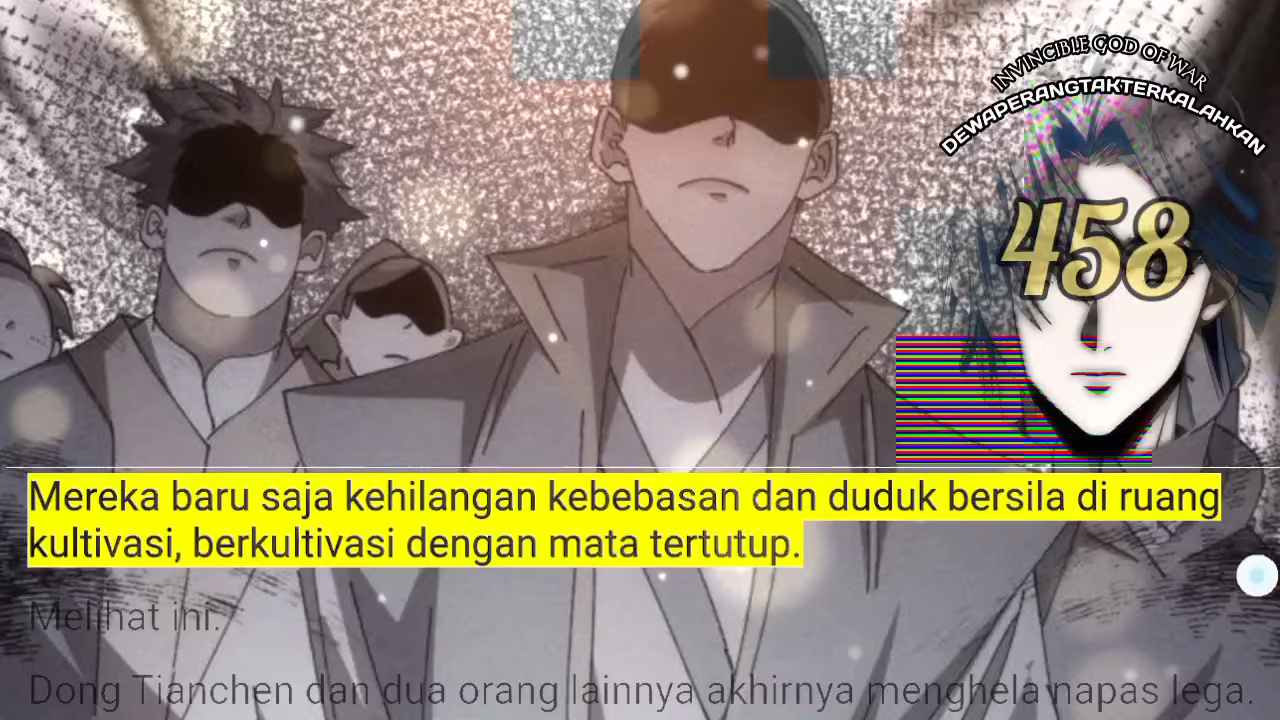 INVINCIBLE GOD OF WAR
DEWAPERANGTAKTERKALAHKAN
458
Mereka baru saja kehilangan kebebasan dan duduk bersila di ruang
kultivasi, berkultivasi dengan mata tertutup.
Melihat ini.
Dong Tianchen dan dua orang lainnya akhirnya menghela napas lega.